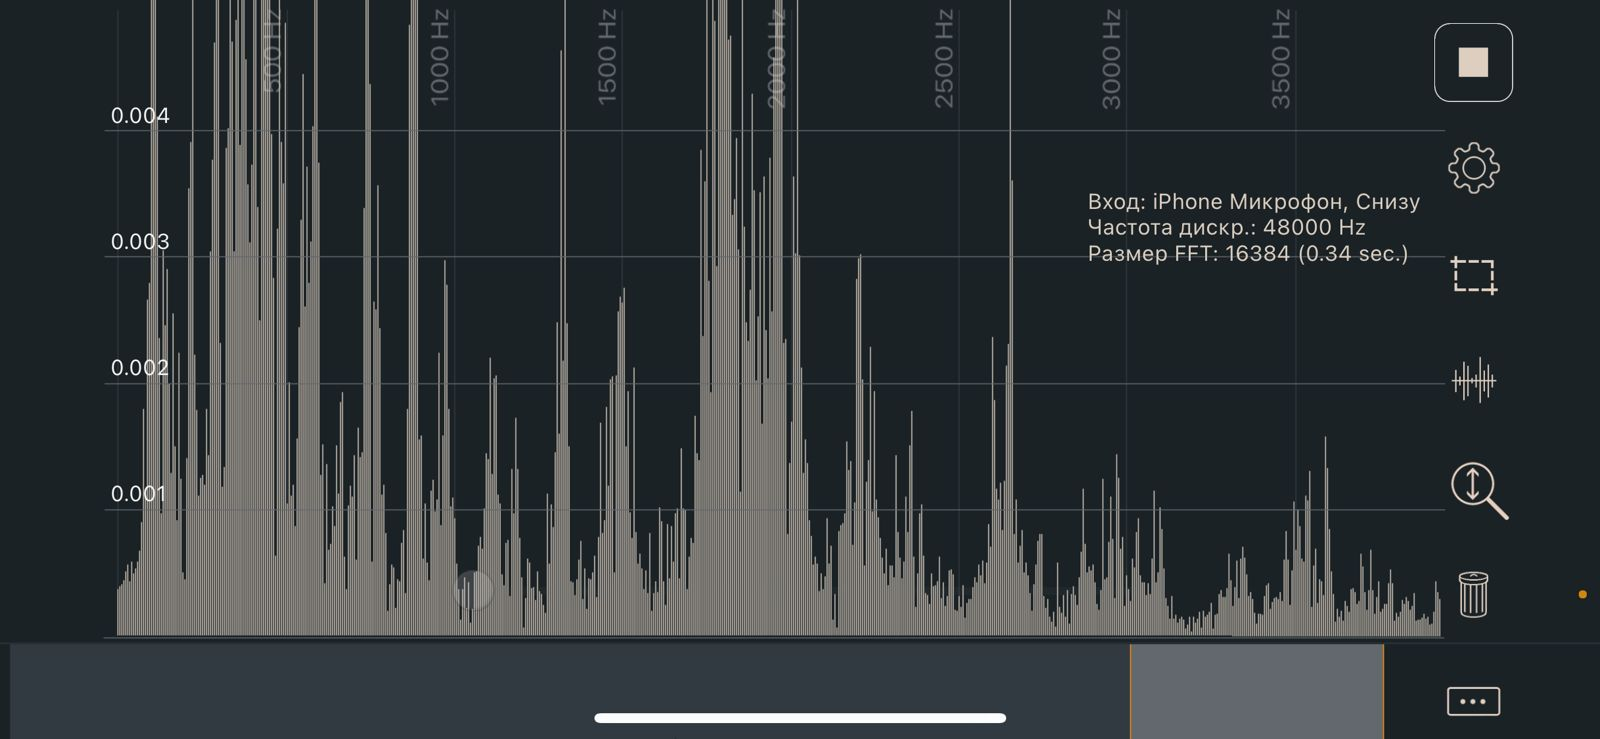 500 Hz
1000 Hz
1500 Hz
2000 Hz
2500 Hz
3000 Hz
3500 Hz
0.004
0.003
0.002
0.001
Вход: iPhone Микрофон, Снизу
Частота дискр.: 48000 Hz
Размер FFT: 16384 (0.34 sec.)